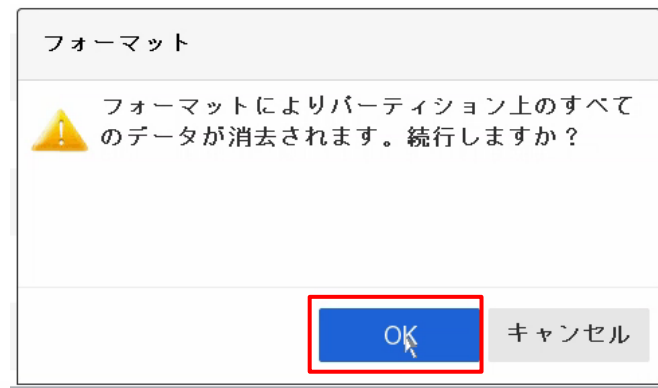 フォーマット
フォーマットによりパーティション上のすべて
のデータが消去されます。続行しますか？
OK
キャンセル